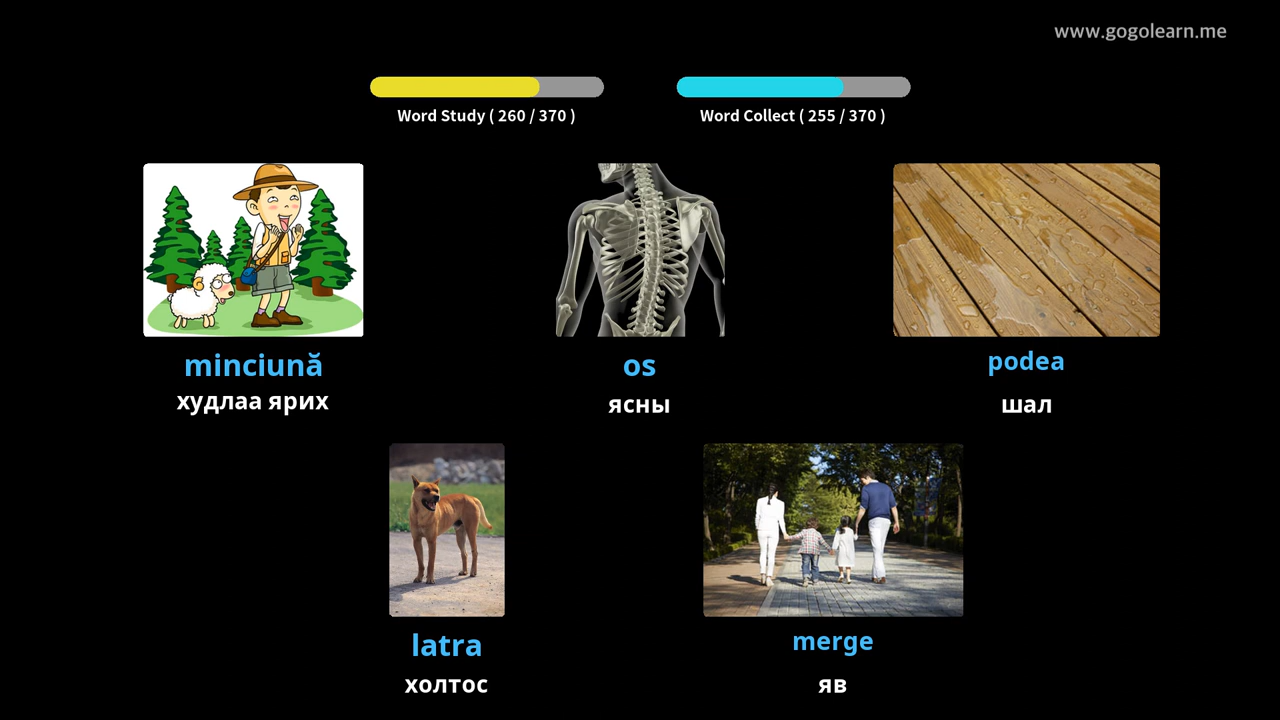 www.gogolearn.me
Word Study ( 260 / 370 )
Word Collect ( 255 / 370 )
minciună
худлаа ярих
os
ясны
podea
шал
latra
холтос
merge
яв